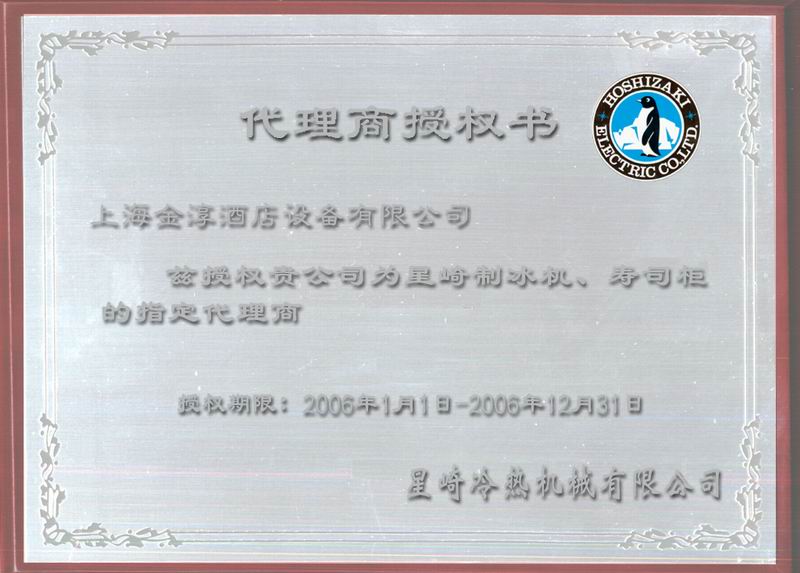 代理商授权书
HOSHIZAKI
ELECTRIC CO.,LTD.
上海金淳酒店设备有限公司
兹授权贵公司为星崎制冰机、寿司柜
的指定代理商
授权期限：2006年1月1日-2006年12月31日
星崎冷热机械有限公司